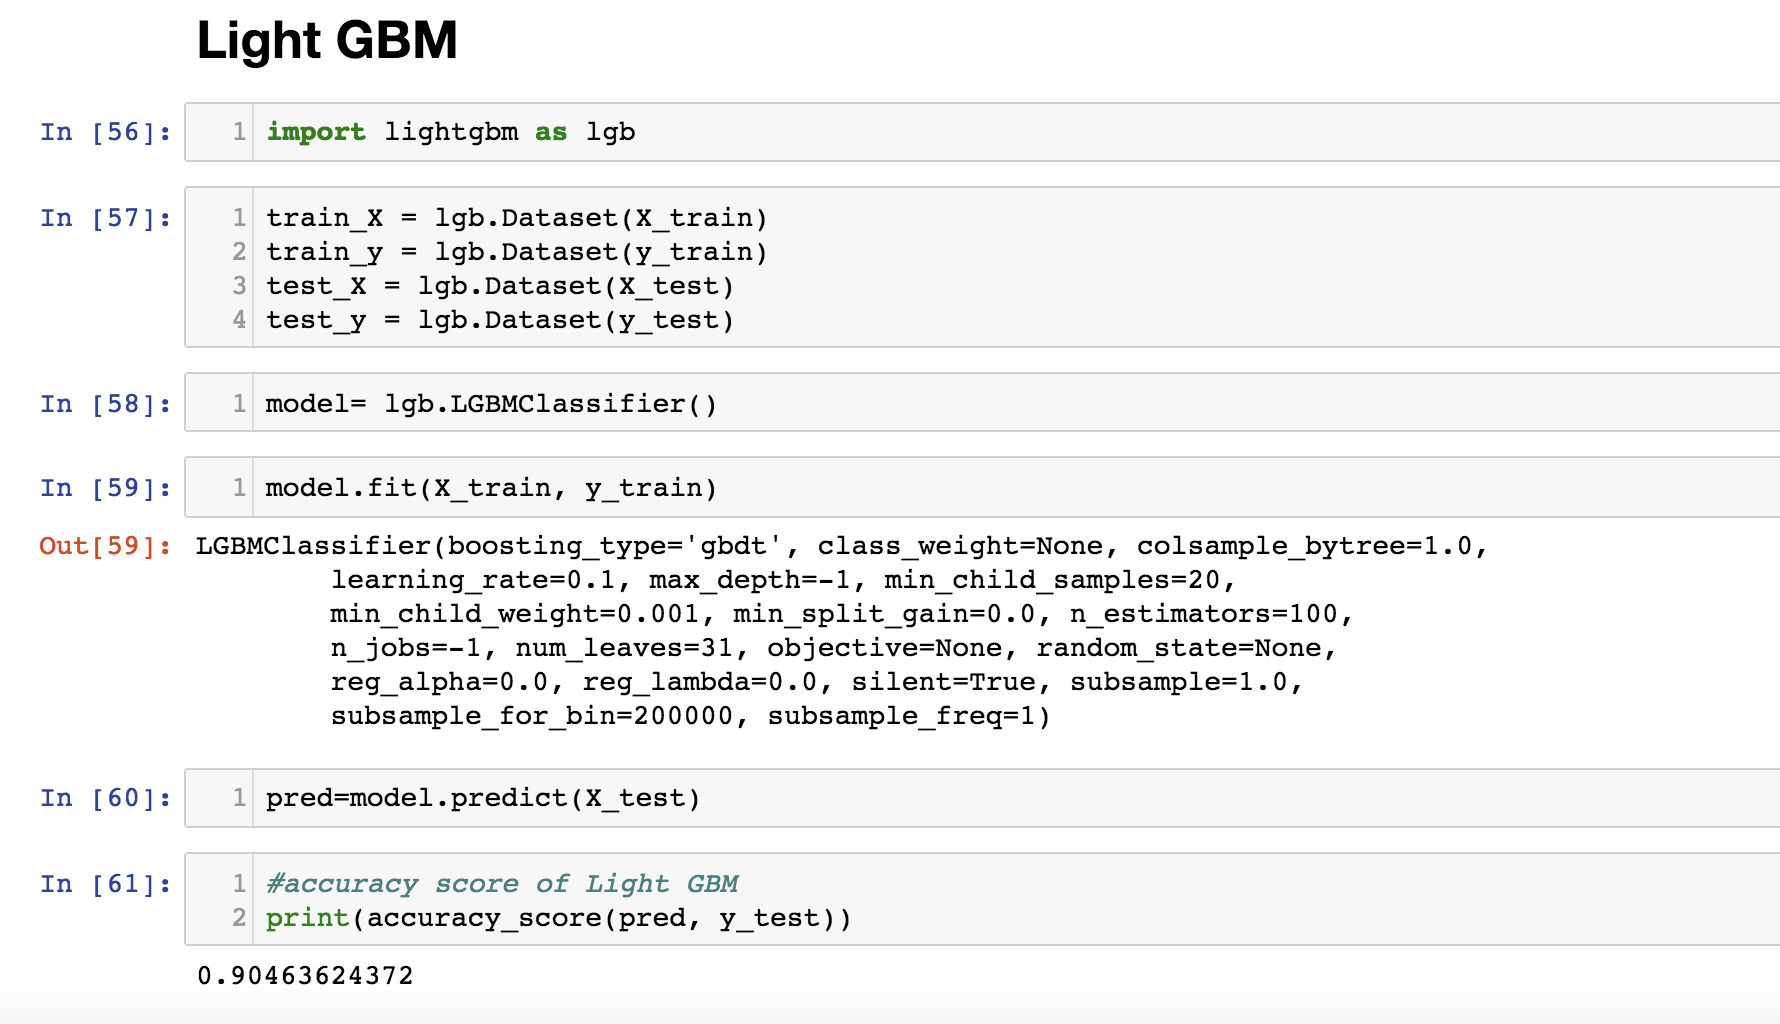 Light GBM
In [56]: 1 import lightgbm as lgb
In [57]: 1 train_X = lgb.Dataset(X_train)
2 train_y = lgb.Dataset(y_train)
3 test_X = lgb.Dataset(X_test)
4 test_y = lgb.Dataset(y_test)
In [58]: 1 model= lgb.LGBMClassifier()
In [59]: 1 model.fit(X_train, y_train)
Out[59]: LGBMClassifier(boosting_type='gbdt', class_weight=None, colsample_bytree=1.0,
learning_rate=0.1, max_depth=-1, min_child_samples=20,
min_child_weight=0.001, min_split_gain=0.0, n_estimators=100,
n_jobs=-1, num_leaves=31, objective=None, random_state=None,
reg_alpha=0.0, reg_lambda=0.0, silent=True, subsample=1.0,
subsample_for_bin=200000, subsample_freq=1)
In [60]: 1 pred=model.predict(X_test)
In [61]: 1 #accuracy score of Light GBM
2 print(accuracy_score(pred, y_test))
0.90463624372